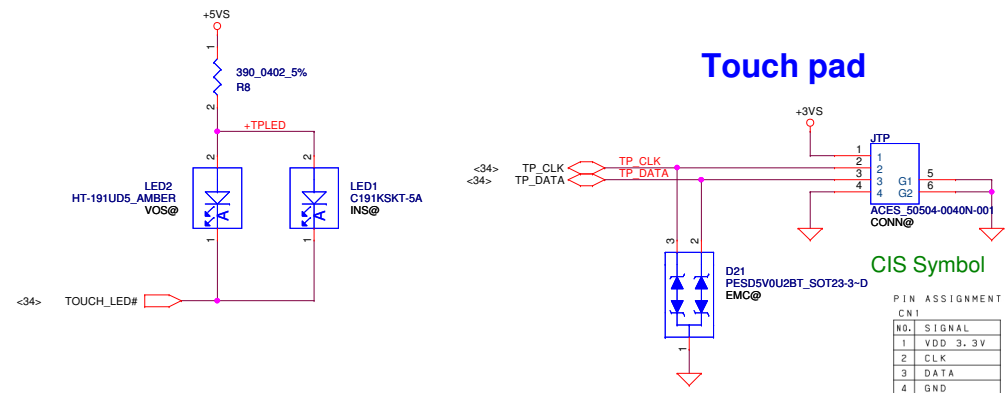 +5VS
1
390_0402_5%
R8
2
+TPLED
2
2
LED2
HT-191UD5_AMBER
VOS@
A
A
LED1
C191KSKT-5A
INS@
1
1
<34> TOUCH_LED#
Touch pad
+3VS
JTP
1 1
<34> TP_CLK TP_CLK 2 2
<34> TP_DATA TP_DATA 3 3 G1 5
4 4 G2 6
ACES_50504-0040N-001
CONN@
3 2
D21
PESD5V0U2BT_SOT23-3~D
EMC@
1
CIS Symbol
PIN ASSIGNMENT
CN1
NO. SIGNAL
1 VDD 3.3V
2 CLK
3 DATA
4 GND